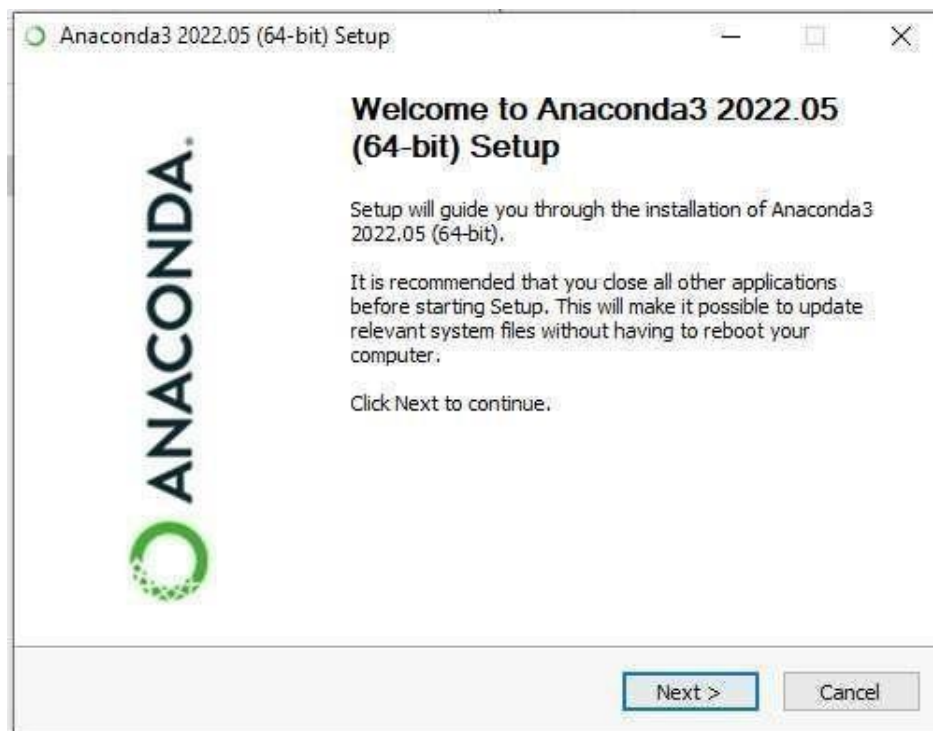 Anaconda3 2022.05 (64-bit) Setup
Welcome to Anaconda3 2022.05
(64-bit) Setup
ANACONDA.
Setup will guide you through the installation of Anaconda3
2022.05 (64-bit).
It is recommended that you close all other applications
before starting Setup. This will make it possible to update
relevant system files without having to reboot your
computer.
Click Next to continue.
Next >
Cancel